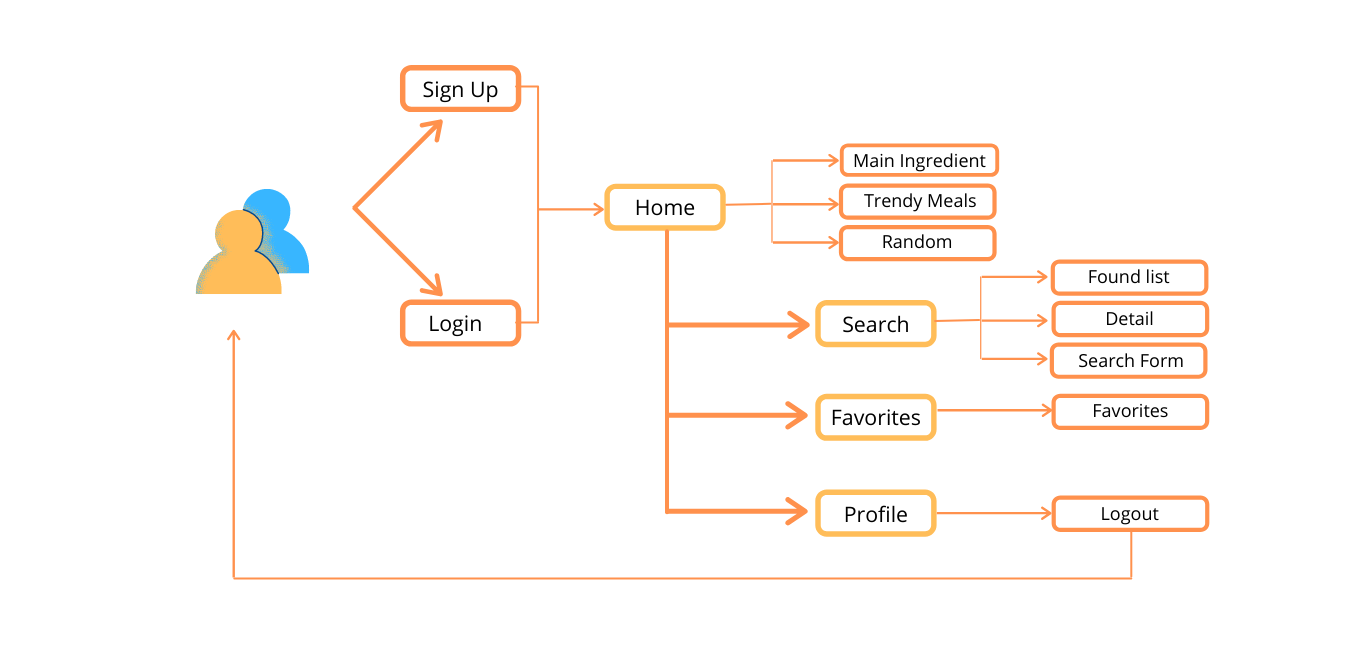 Sign Up
Main Ingredient
Trendy Meals
Home
Random
Found list
Login
Search
Detail
Search Form
Favorites
Favorites
Profile
Logout